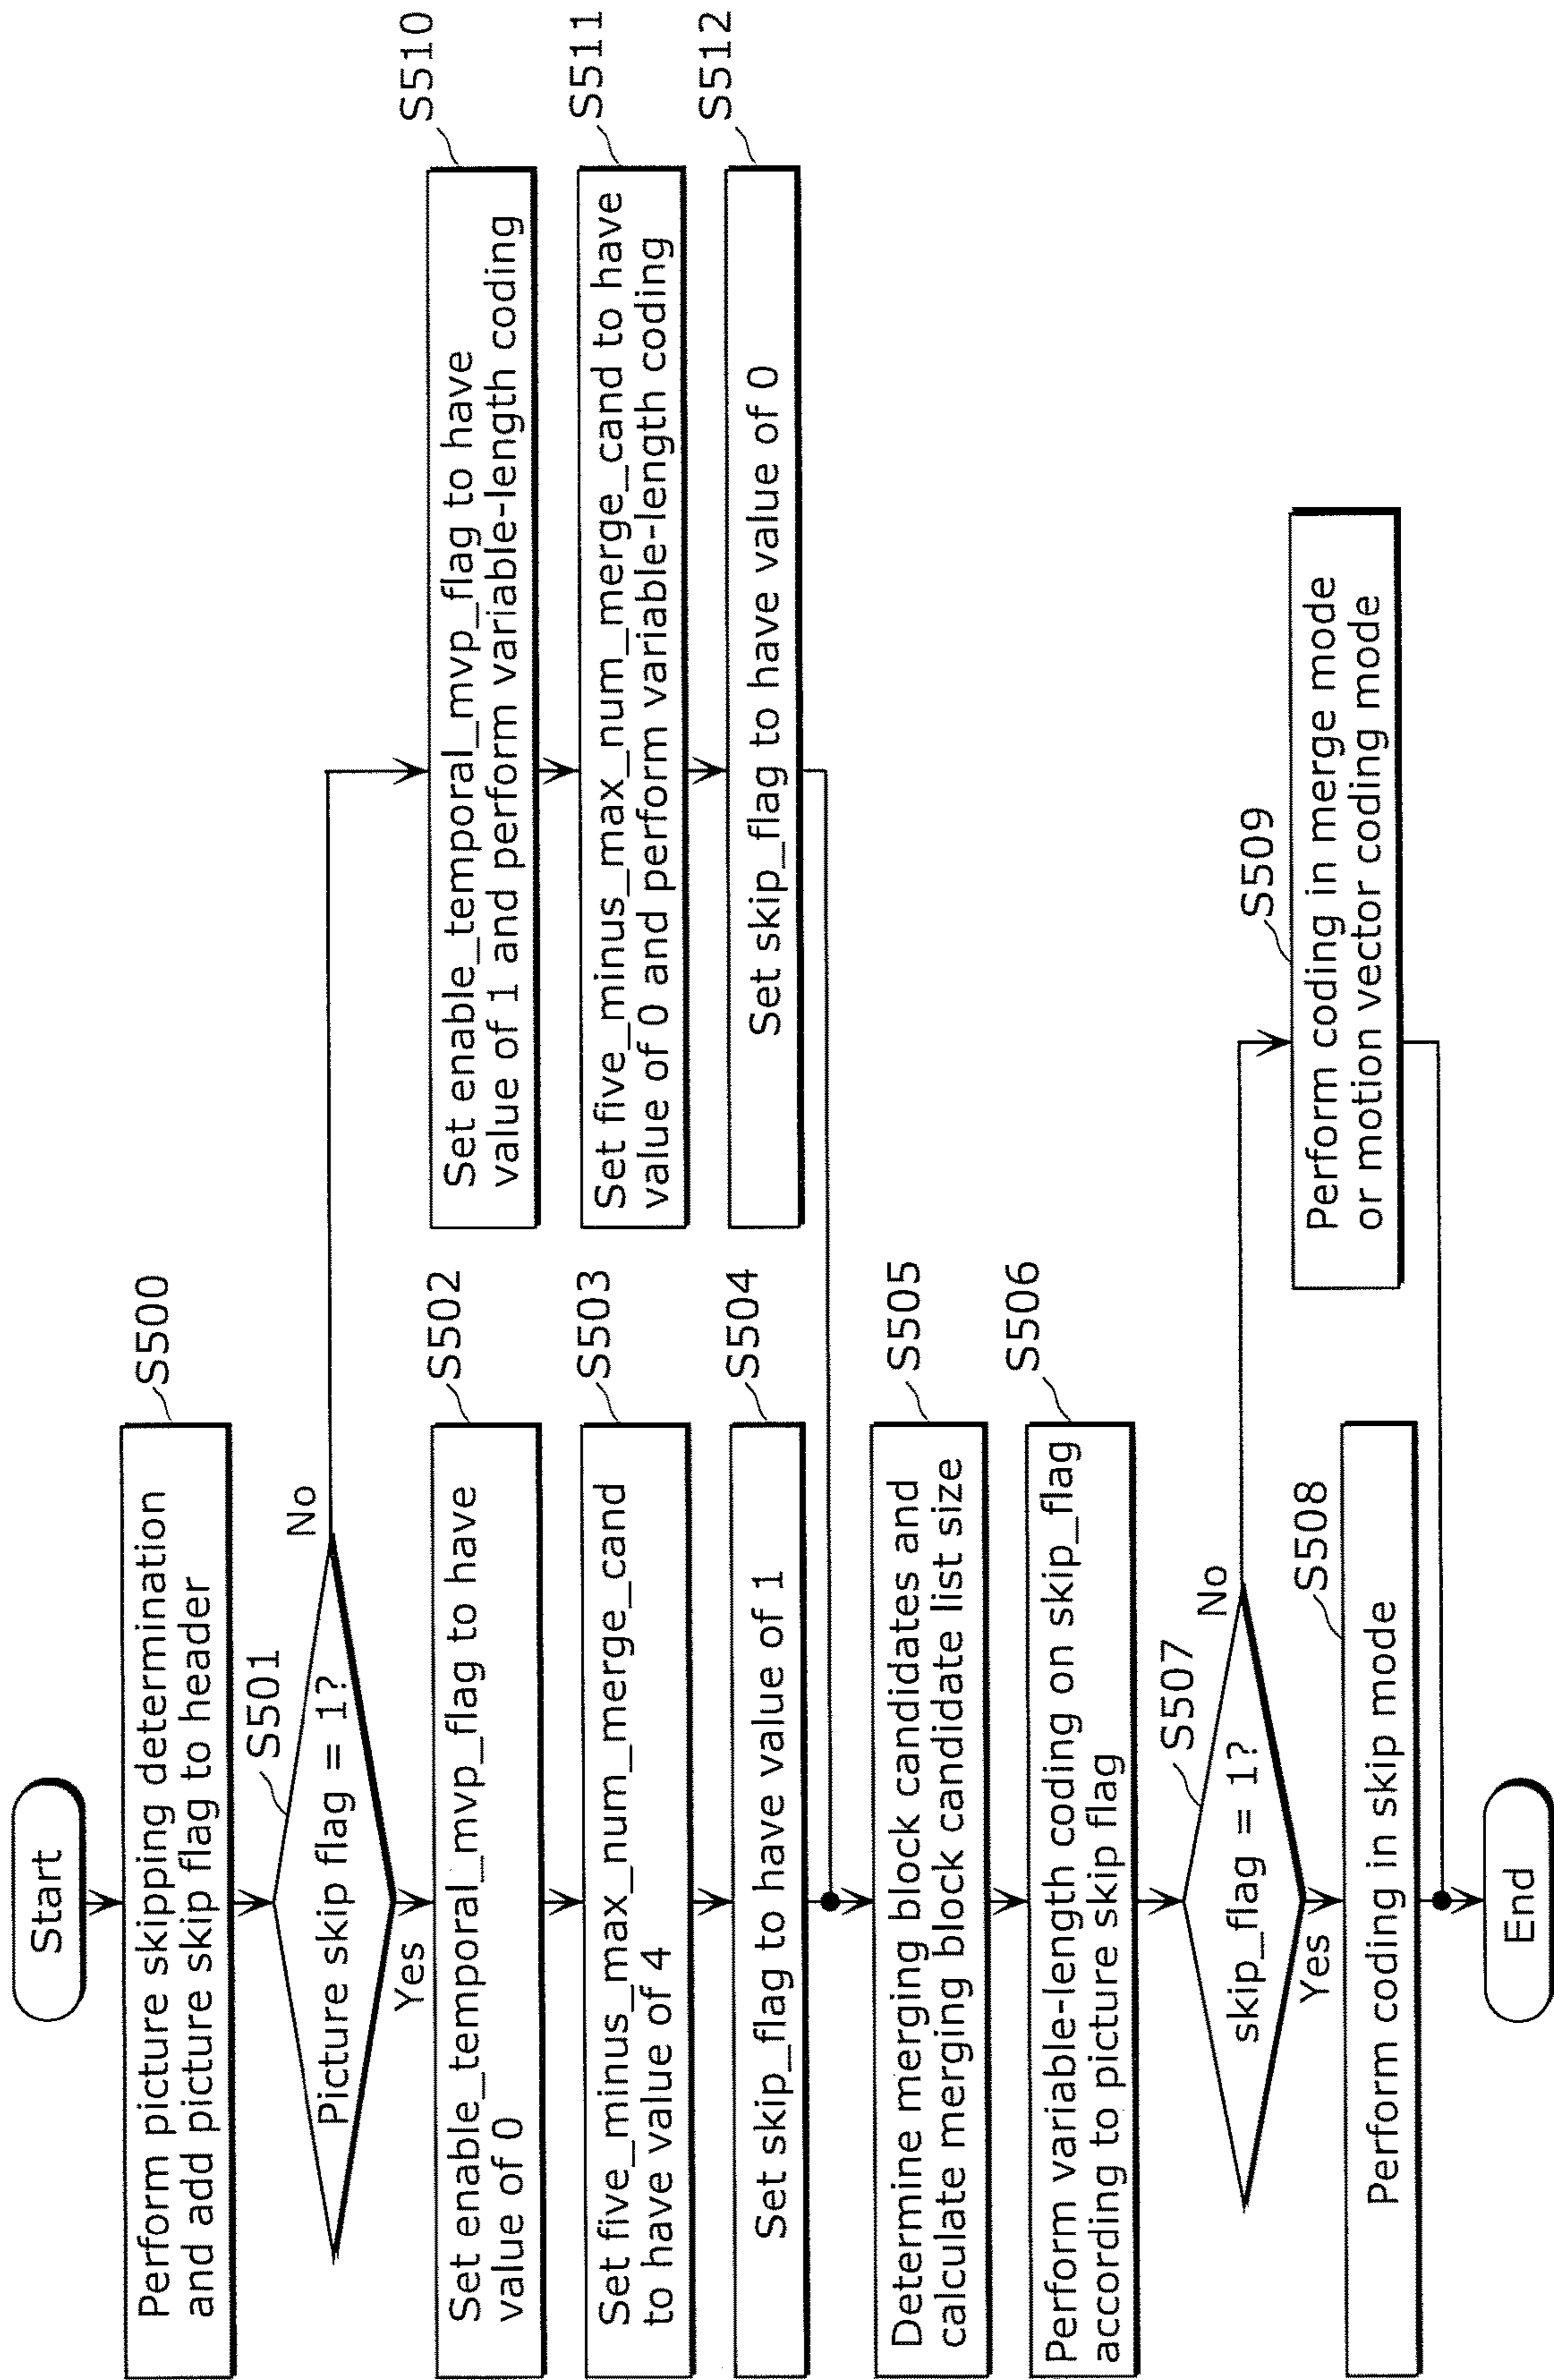 Start
S500
Perform picture skipping determination
and add picture skip flag to header
S501
Picture skip flag = 1?
No
Yes
S502
Set enable_temporal_mvp_flag to have
value of 0
S503
Set five_minus_max_num_merge_cand
to have value of 4
S504
Set skip_flag to have value of 1
S510
Set enable_temporal_mvp_flag to have
value of 1 and perform variable-length coding
S511
Set five_minus_max_num_merge_cand to have
value of 0 and perform variable-length coding
S512
Set skip_flag to have value of 0
S505
Determine merging block candidates and
calculate merging block candidate list size
S506
Perform variable-length coding on skip_flag
according to picture skip flag
S507
skip_flag = 1?
No
Yes
S508
Perform coding in skip mode
S509
Perform coding in merge mode
or motion vector coding mode
End